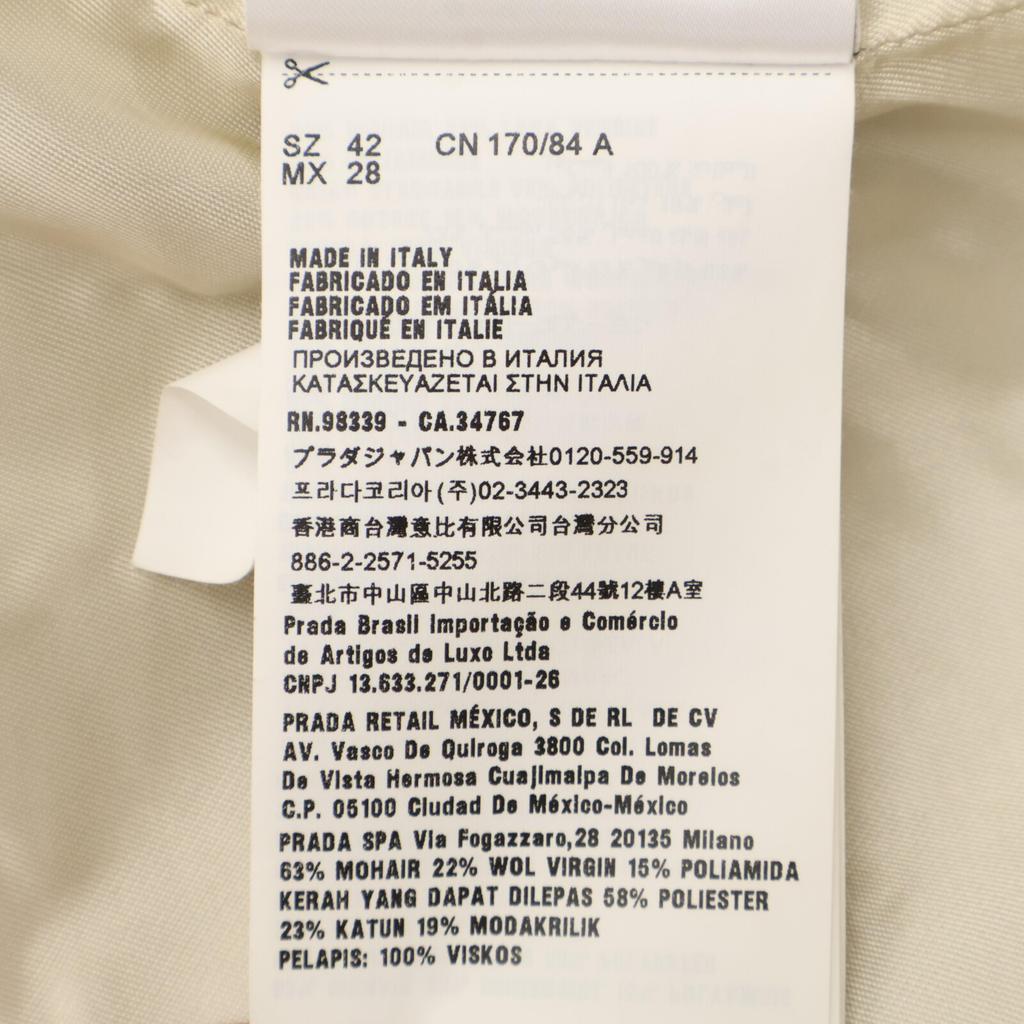 SZ 42 CN 170/84 A
MX 28
MADE IN ITALY
FABRICADO EN ITALIA
FABRICADO EM ITÁLIA
FABRIQUÉ EN ITALIE
ПРОИЗВЕДЕНО В ИТАЛИЯ
ΚΑΤΑΣΚΕΥΑΖΕΤΑΙ ΣΤΗΝ ΙΤΑΛΙΑ
RN.98339 - CA.34767
プラダジャパン株式会社0120-559-914
프라다코리아(주)02-3443-2323
香港商台灣意比有限公司台灣分公司
886-2-2571-5255
臺北市中山區中山北路二段44號12樓A室
Prada Brasil Importação e Comércio
de Artigos de Luxo Ltda
CNPJ 13.633.271/0001-26
PRADA RETAIL MÉXICO, S DE RL DE CV
AV. Vasco De Quiroga 3800 Col. Lomas
De Vista Hermosa Cuajimalpa De Morelos
C.P. 05100 Ciudad De México-México
PRADA SPA Via Fogazzaro,28 20135 Milano
63% MOHAIR 22% WOL VIRGIN 15% POLIAMIDA
KERAH YANG DAPAT DILEPAS 58% POLIESTER
23% KATUN 19% MODAKRILIK
PELAPIS: 100% VISKOS